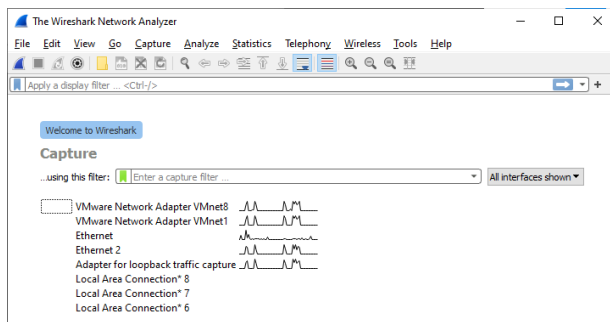 The Wireshark Network Analyzer
File Edit View Go Capture Analyze Statistics Telephony Wireless Tools Help
Apply a display filter ... <Ctrl-/>
Welcome to Wireshark
Capture
...using this filter: Enter a capture filter ... All interfaces shown
VMware Network Adapter VMnet8
VMware Network Adapter VMnet1
Ethernet
Ethernet 2
Adapter for loopback traffic capture
Local Area Connection* 8
Local Area Connection* 7
Local Area Connection* 6